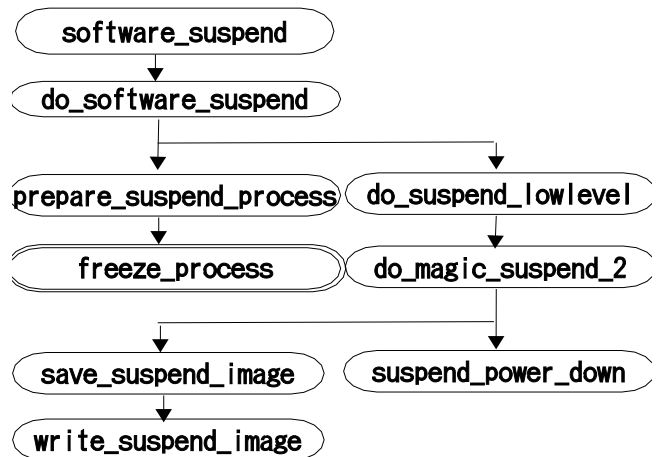 software_suspend
do_software_suspend
prepare_suspend_process
do_suspend_lowlevel
freeze_process
do_magic_suspend_2
save_suspend_image
suspend_power_down
write_suspend_image